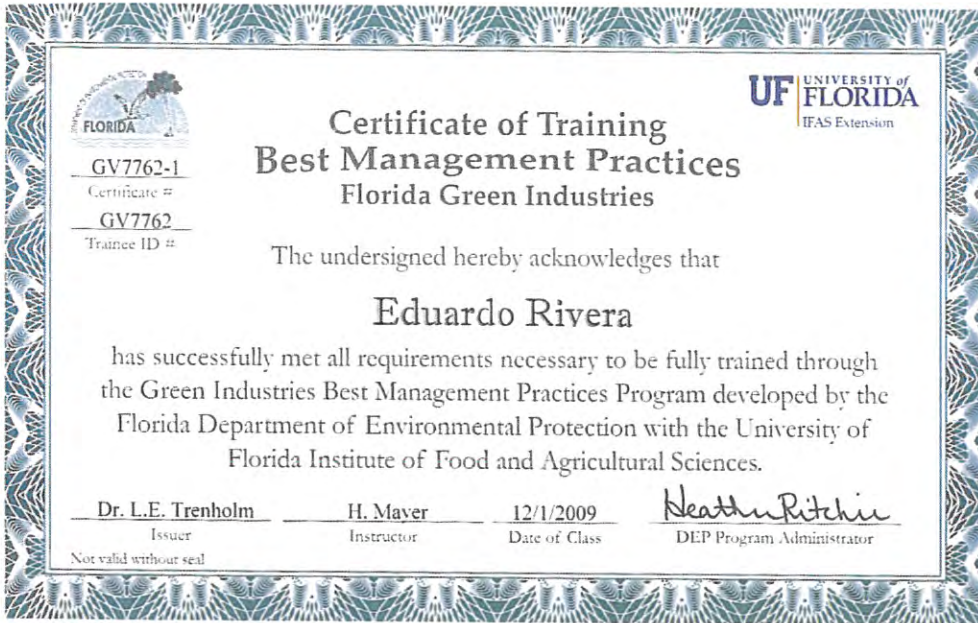 FLORIDA
UF UNIVERSITY of
FLORIDA
IFAS Extension
Certificate of Training
Best Management Practices
Florida Green Industries
GV7762-1
Certificate #
GV7762
Trainee ID #
The undersigned hereby acknowledges that
Eduardo Rivera
has successfully met all requirements necessary to be fully trained through
the Green Industries Best Management Practices Program developed by the
Florida Department of Environmental Protection with the University of
Florida Institute of Food and Agricultural Sciences.
Dr. L.E. Trenholm H. Mayer 12/1/2009 Heather Ritchie
Issuer Instructor Date of Class DEP Program Administrator
Not valid without seal